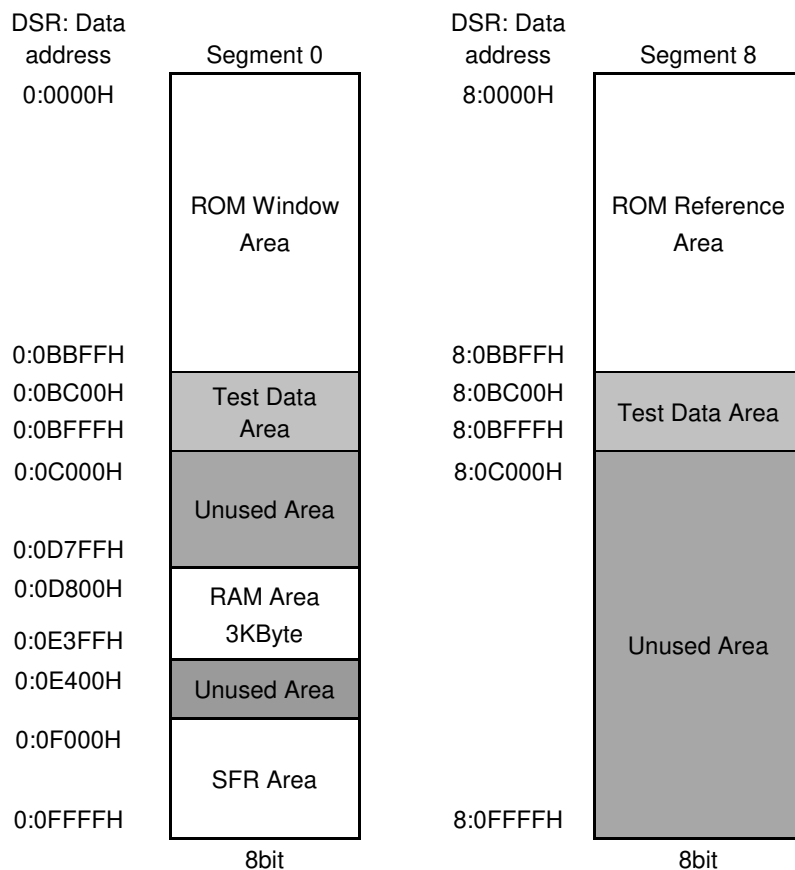 DSR: Data
address
Segment 0
0:0000H
ROM Window
Area
0:0BBFFH
0:0BC00H
Test Data
Area
0:0BFFFH
0:0C000H
Unused Area
0:0D7FFH
0:0D800H
RAM Area
3KByte
0:0E3FFH
0:0E400H
Unused Area
0:0F000H
SFR Area
0:0FFFFH
8bit
DSR: Data
address
Segment 8
8:0000H
ROM Reference
Area
8:0BBFFH
8:0BC00H
Test Data Area
8:0BFFFH
8:0C000H
Unused Area
8:0FFFFH
8bit